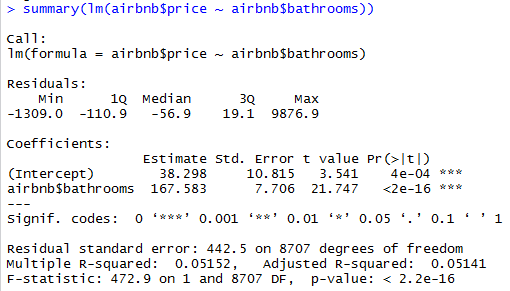 > summary(lm(airbnb$price ~ airbnb$bathrooms))
Call:
lm(formula = airbnb$price ~ airbnb$bathrooms)
Residuals:
    Min      1Q  Median      3Q     Max
-1309.0  -110.9   -56.9    19.1  9876.9
Coefficients:
                 Estimate Std. Error t value Pr(>|t|)
(Intercept)        38.298     10.815   3.541    4e-04 ***
airbnb$bathrooms  167.583      7.706  21.747   <2e-16 ***
---
Signif. codes:  0 ‘***’ 0.001 ‘**’ 0.01 ‘*’ 0.05 ‘.’ 0.1 ‘ ’ 1
Residual standard error: 442.5 on 8707 degrees of freedom
Multiple R-squared:  0.05152,   Adjusted R-squared:  0.05141
F-statistic: 472.9 on 1 and 8707 DF,  p-value: < 2.2e-16